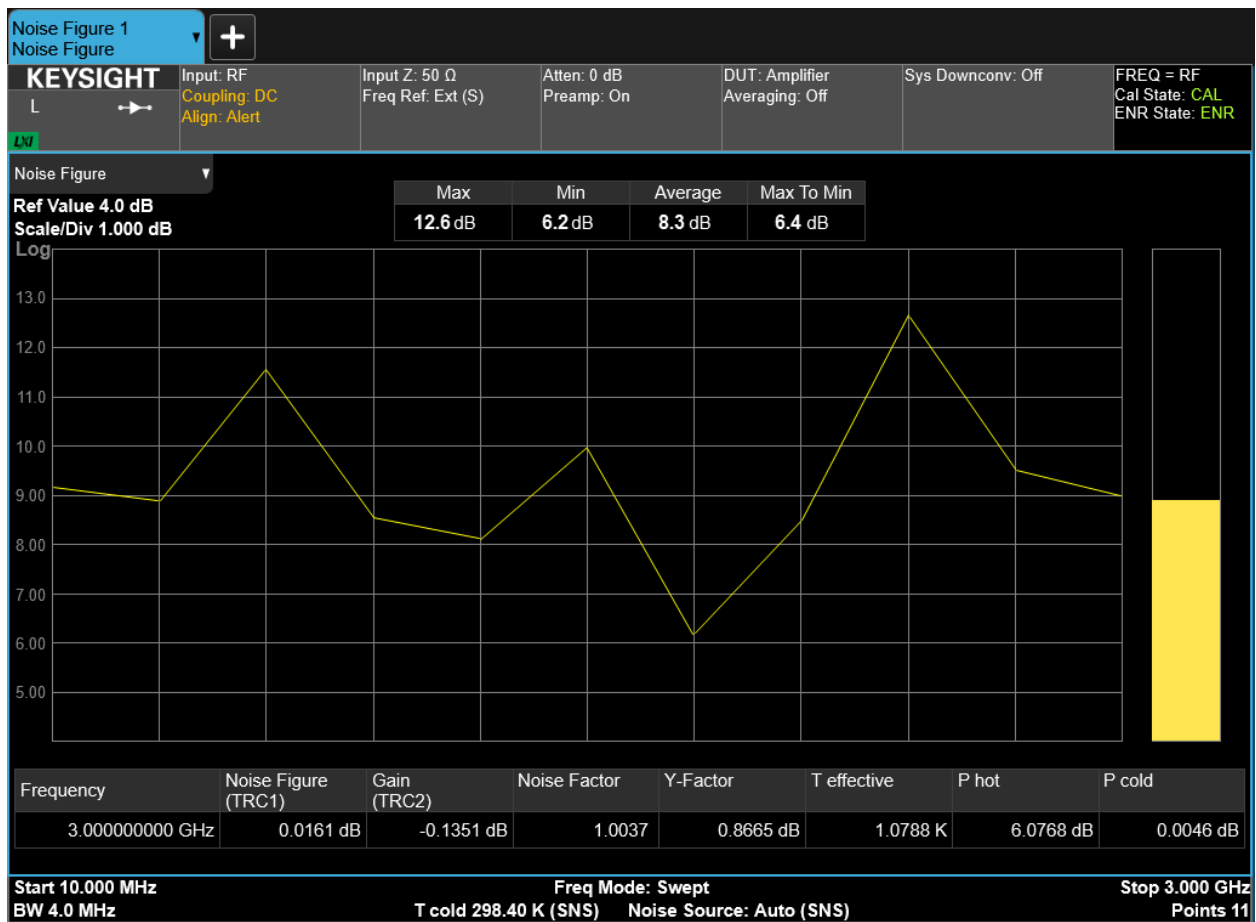 Noise Figure 1
Noise Figure
KEYSIGHT
L
LXI
Input: RF
Coupling: DC
Align: Alert
Input Z: 50 Ω
Freq Ref: Ext (S)
Atten: 0 dB
Preamp: On
DUT: Amplifier
Averaging: Off
Sys Downconv: Off
FREQ = RF
Cal State: CAL
ENR State: ENR
Noise Figure
Ref Value 4.0 dB
Scale/Div 1.000 dB
Max Min Average Max To Min
12.6 dB 6.2 dB 8.3 dB 6.4 dB
Log
13.0
12.0
11.0
10.0
9.00
8.00
7.00
6.00
5.00
Frequency
Noise Figure
(TRC1)
Gain
(TRC2)
Noise Factor
Y-Factor
T effective
P hot
P cold
3.000000000 GHz 0.0161 dB -0.1351 dB 1.0037 0.8665 dB 1.0788 K 6.0768 dB 0.0046 dB
Start 10.000 MHz Freq Mode: Swept Stop 3.000 GHz
BW 4.0 MHz T cold 298.40 K (SNS) Noise Source: Auto (SNS) Points 11